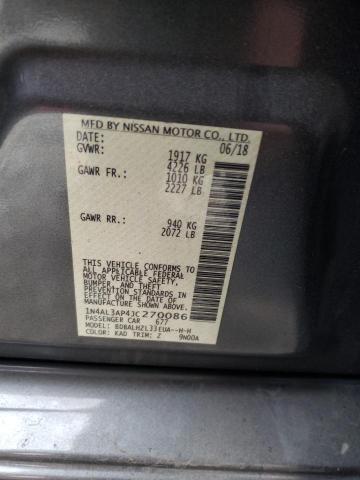 MFD BY NISSAN MOTOR CO., LTD.
DATE: 06/18
GVWR: 1917 KG
4226 LB
GAWR FR.: 1010 KG
2227 LB
GAWR RR.: 940 KG
2072 LB
THIS VEHICLE CONFORMS TO ALL
APPLICABLE FEDERAL MOTOR
VEHICLE SAFETY STANDARDS,
BUMPER, AND THEFT PREVENTION
STANDARDS IN EFFECT ON THE DATE OF
MANUFACTURE SHOWN ABOVE.
1N4AL3AP4JC270086
PASSENGER CAR 677
MODEL: BDBALHZL33EUA--H-H
COLOR: KAD TRIM: Z 9N00A